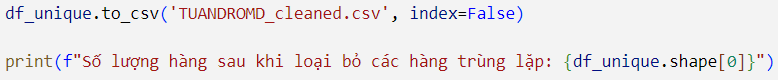 df_unique.to_csv('TUANDROMD_cleaned.csv', index=False)
print(f"Số lượng hàng sau khi loại bỏ các hàng trùng lặp: {df_unique.shape[0]}")